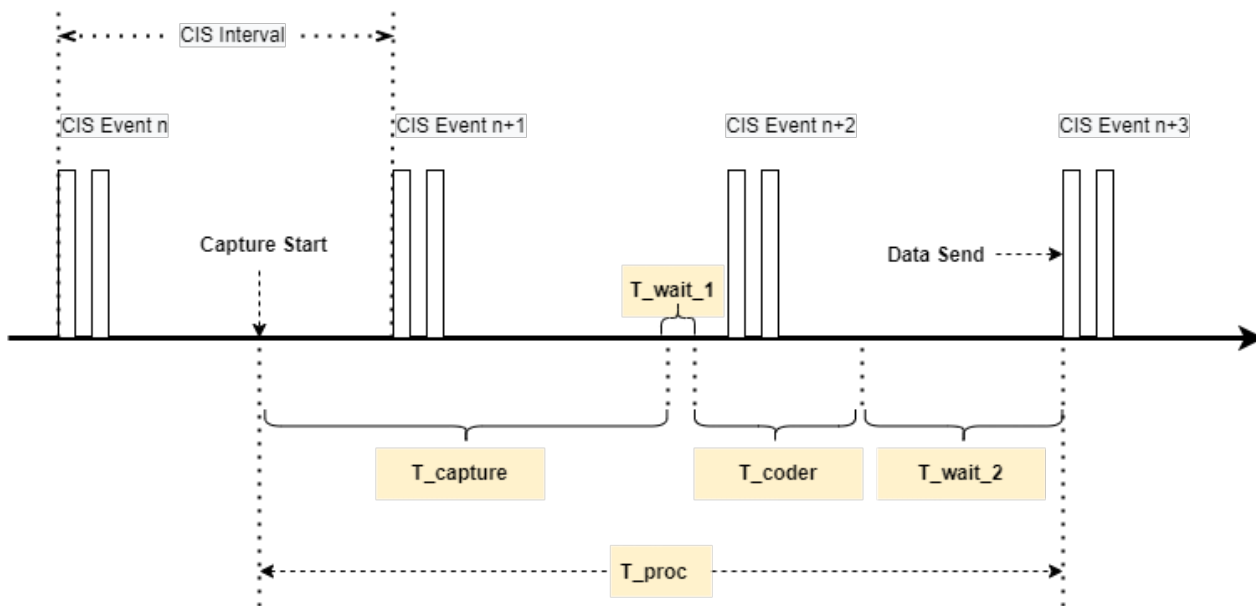 CIS Interval
CIS Event n
CIS Event n+1
CIS Event n+2
CIS Event n+3
Capture Start
Data Send
T_wait_1
T_capture
T_coder
T_wait_2
T_proc